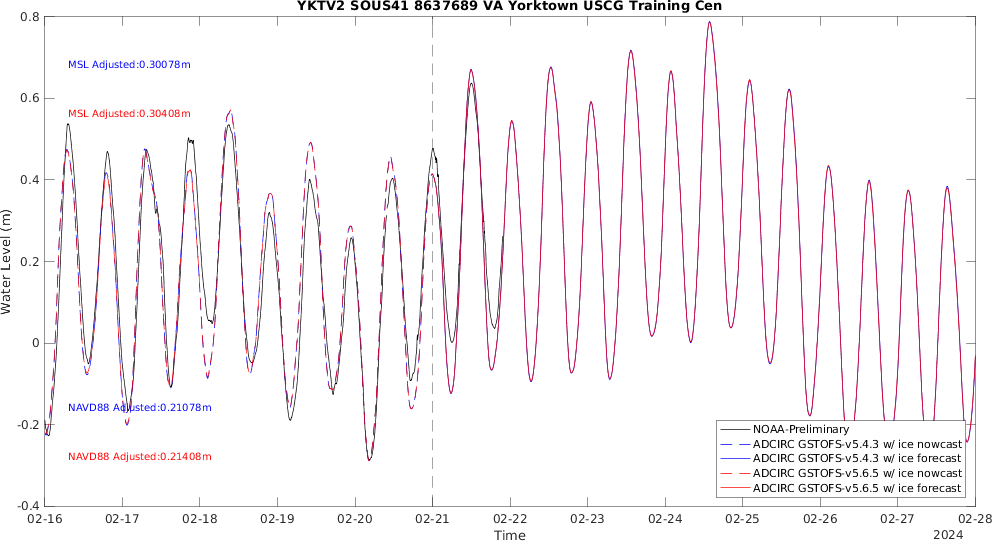 YKTV2 SOUS41 8637689 VA Yorktown USCG Training Cen
0.8
0.6
0.4
0.2
0
-0.2
-0.4
Water Level (m)
MSL Adjusted:0.30078m
MSL Adjusted:0.30408m
NAVD88 Adjusted:0.21078m
NAVD88 Adjusted:0.21408m
NOAA-Preliminary
ADCIRC GSTOFS-v5.4.3 w/ ice nowcast
ADCIRC GSTOFS-v5.4.3 w/ ice forecast
ADCIRC GSTOFS-v5.6.5 w/ ice nowcast
ADCIRC GSTOFS-v5.6.5 w/ ice forecast
02-16 02-17 02-18 02-19 02-20 02-21 02-22 02-23 02-24 02-25 02-26 02-27 02-28
Time
2024